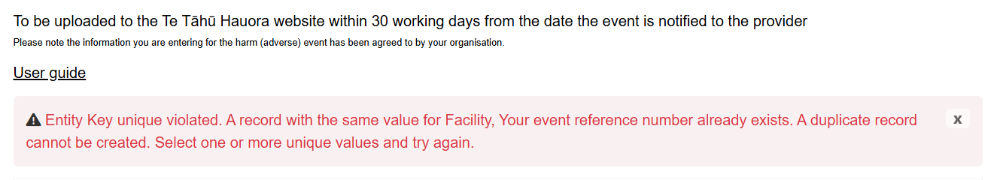 To be uploaded to the Te Tāhū Hauora website within 30 working days from the date the event is notified to the provider
Please note the information you are entering for the harm (adverse) event has been agreed to by your organisation.
User guide
Entity Key unique violated. A record with the same value for Facility, Your event reference number already exists. A duplicate record
cannot be created. Select one or more unique values and try again.
x